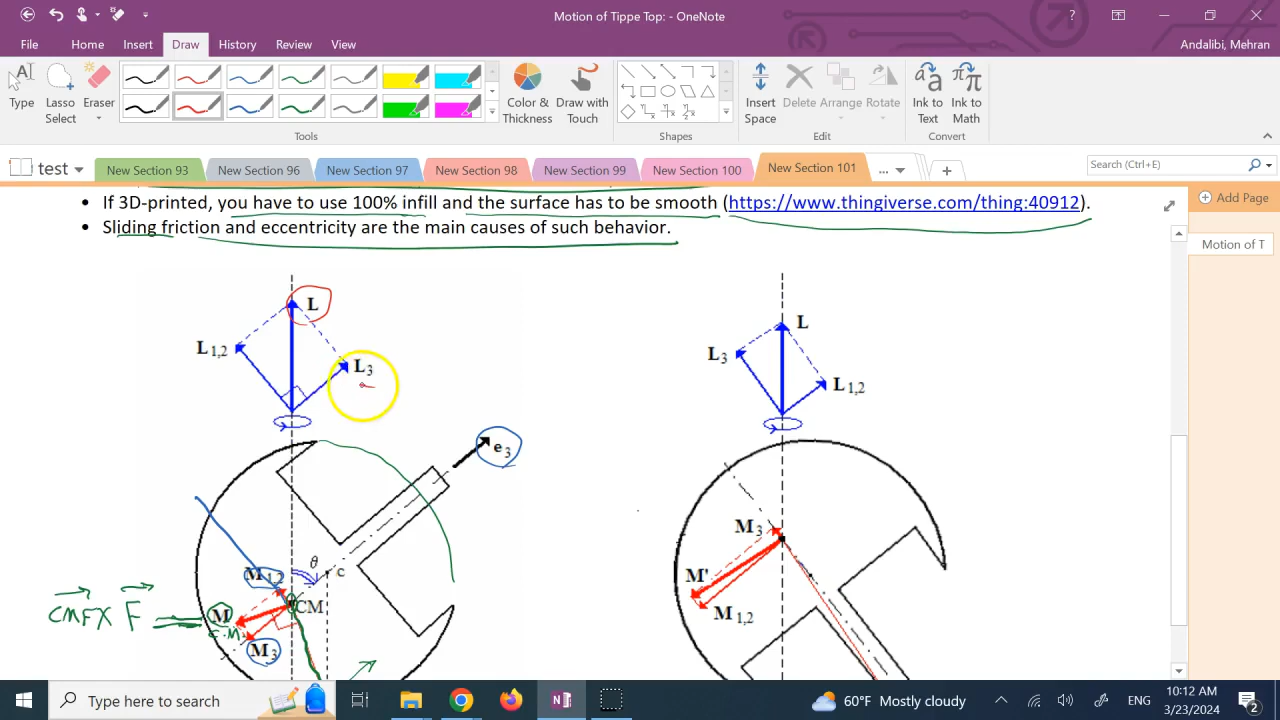 Motion of Tippe Top: - OneNote
?
Andalibi, Mehran
File Home Insert Draw History Review View
Type
Lasso Select
Eraser
Color & Thickness
Draw with Touch
Insert Space
Delete
Arrange
Rotate
Ink to Text
Ink to Math
Tools
Shapes
Edit
Convert
test
New Section 93
New Section 96
New Section 97
New Section 98
New Section 99
New Section 100
New Section 101
...
Search (Ctrl+E)
Add Page
Motion of T
• If 3D-printed, you have to use 100% infill and the surface has to be smooth (https://www.thingiverse.com/thing:40912).
• Sliding friction and eccentricity are the main causes of such behavior.
L
L1,2
L3
e3
θ
c
M1,2
CM
M
C.M.
M3
CMF X F
L
L3
L1,2
M3
M'
M1,2
Type here to search
60°F Mostly cloudy
ENG
10:12 AM
3/23/2024
2